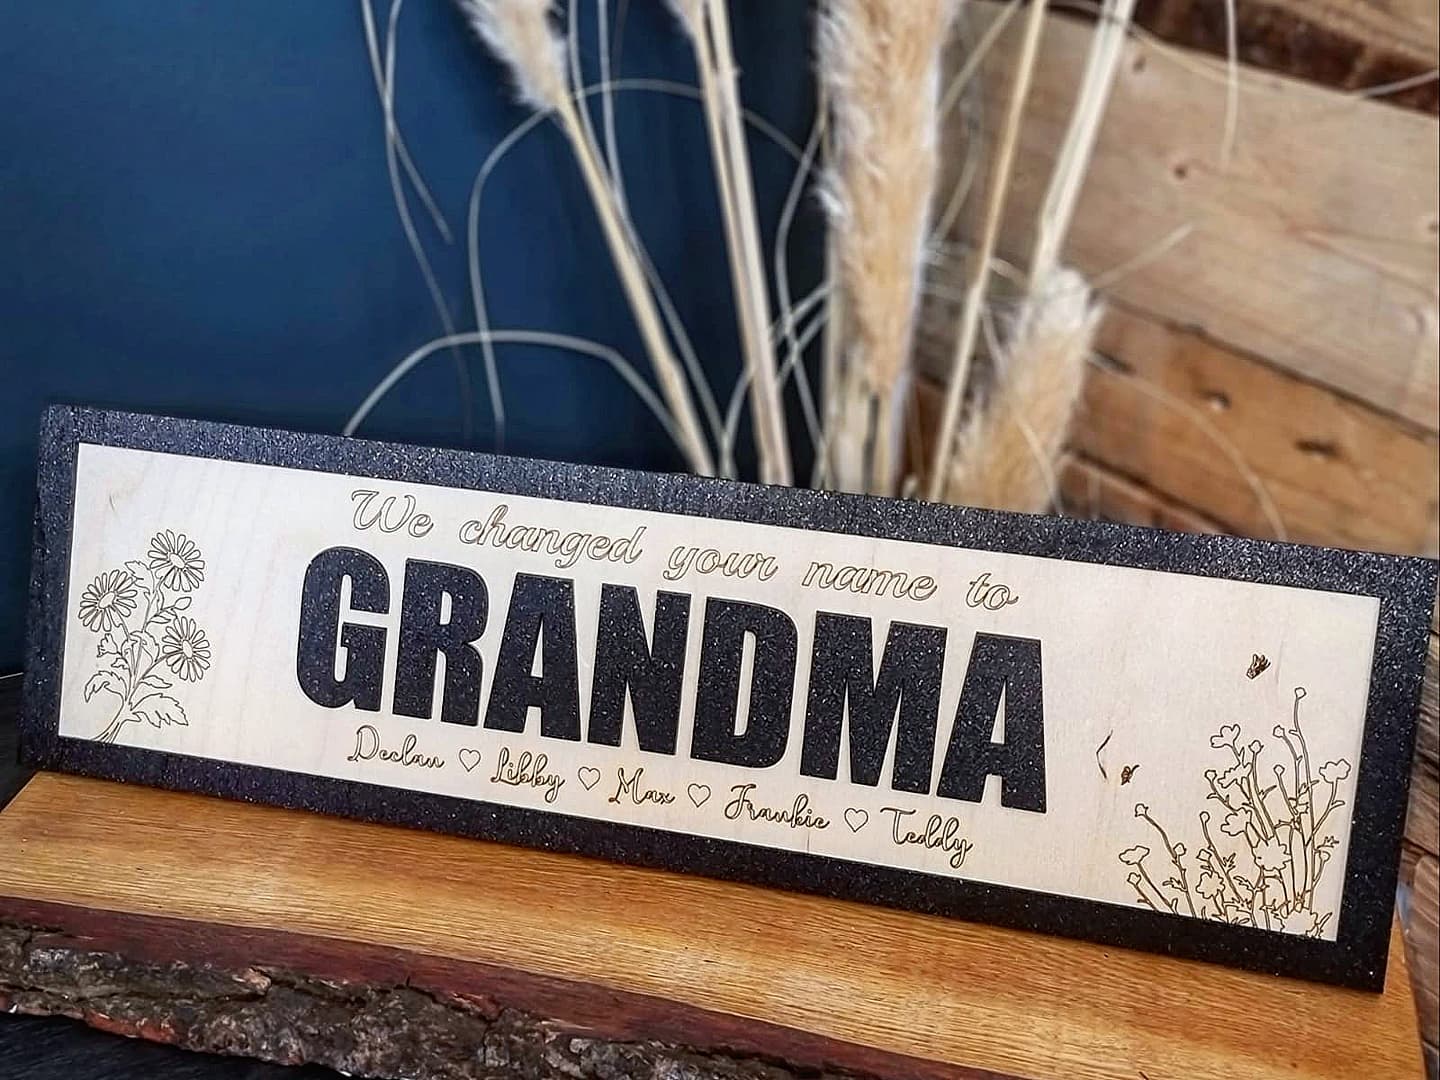 We changed your name to
GRANDMA
Declan ♡ Libby ♡ Max ♡ Frankie ♡ Teddy